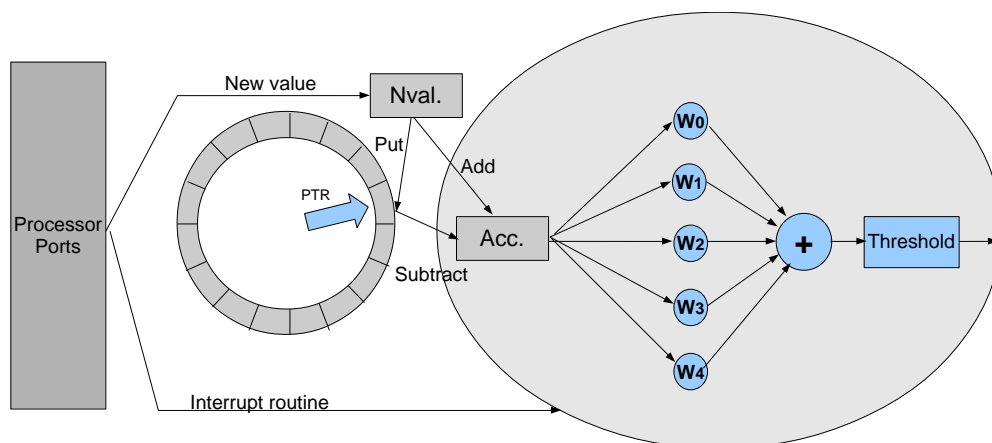 New value
Nval.
Put
Add
PTR
Processor
Ports
Acc.
Subtract
Interrupt routine
W0
W1
W2
W3
W4
+
Threshold